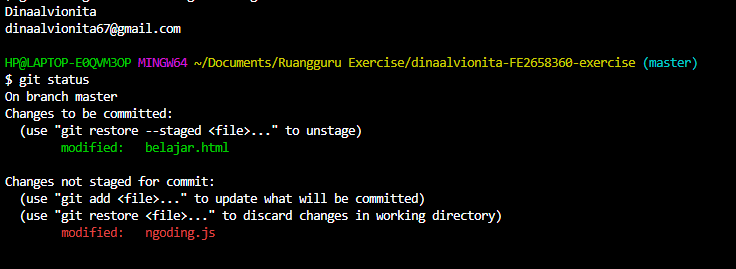 Dinaalvionita
dinaalvionita67@gmail.com
HP@LAPTOP-E0QVM3OP MINGW64 ~/Documents/Ruangguru Exercise/dinaalvionita-FE2658360-exercise (master)
$ git status
On branch master
Changes to be committed:
  (use "git restore --staged <file>..." to unstage)
        modified:   belajar.html
Changes not staged for commit:
  (use "git add <file>..." to update what will be committed)
  (use "git restore <file>..." to discard changes in working directory)
        modified:   ngoding.js